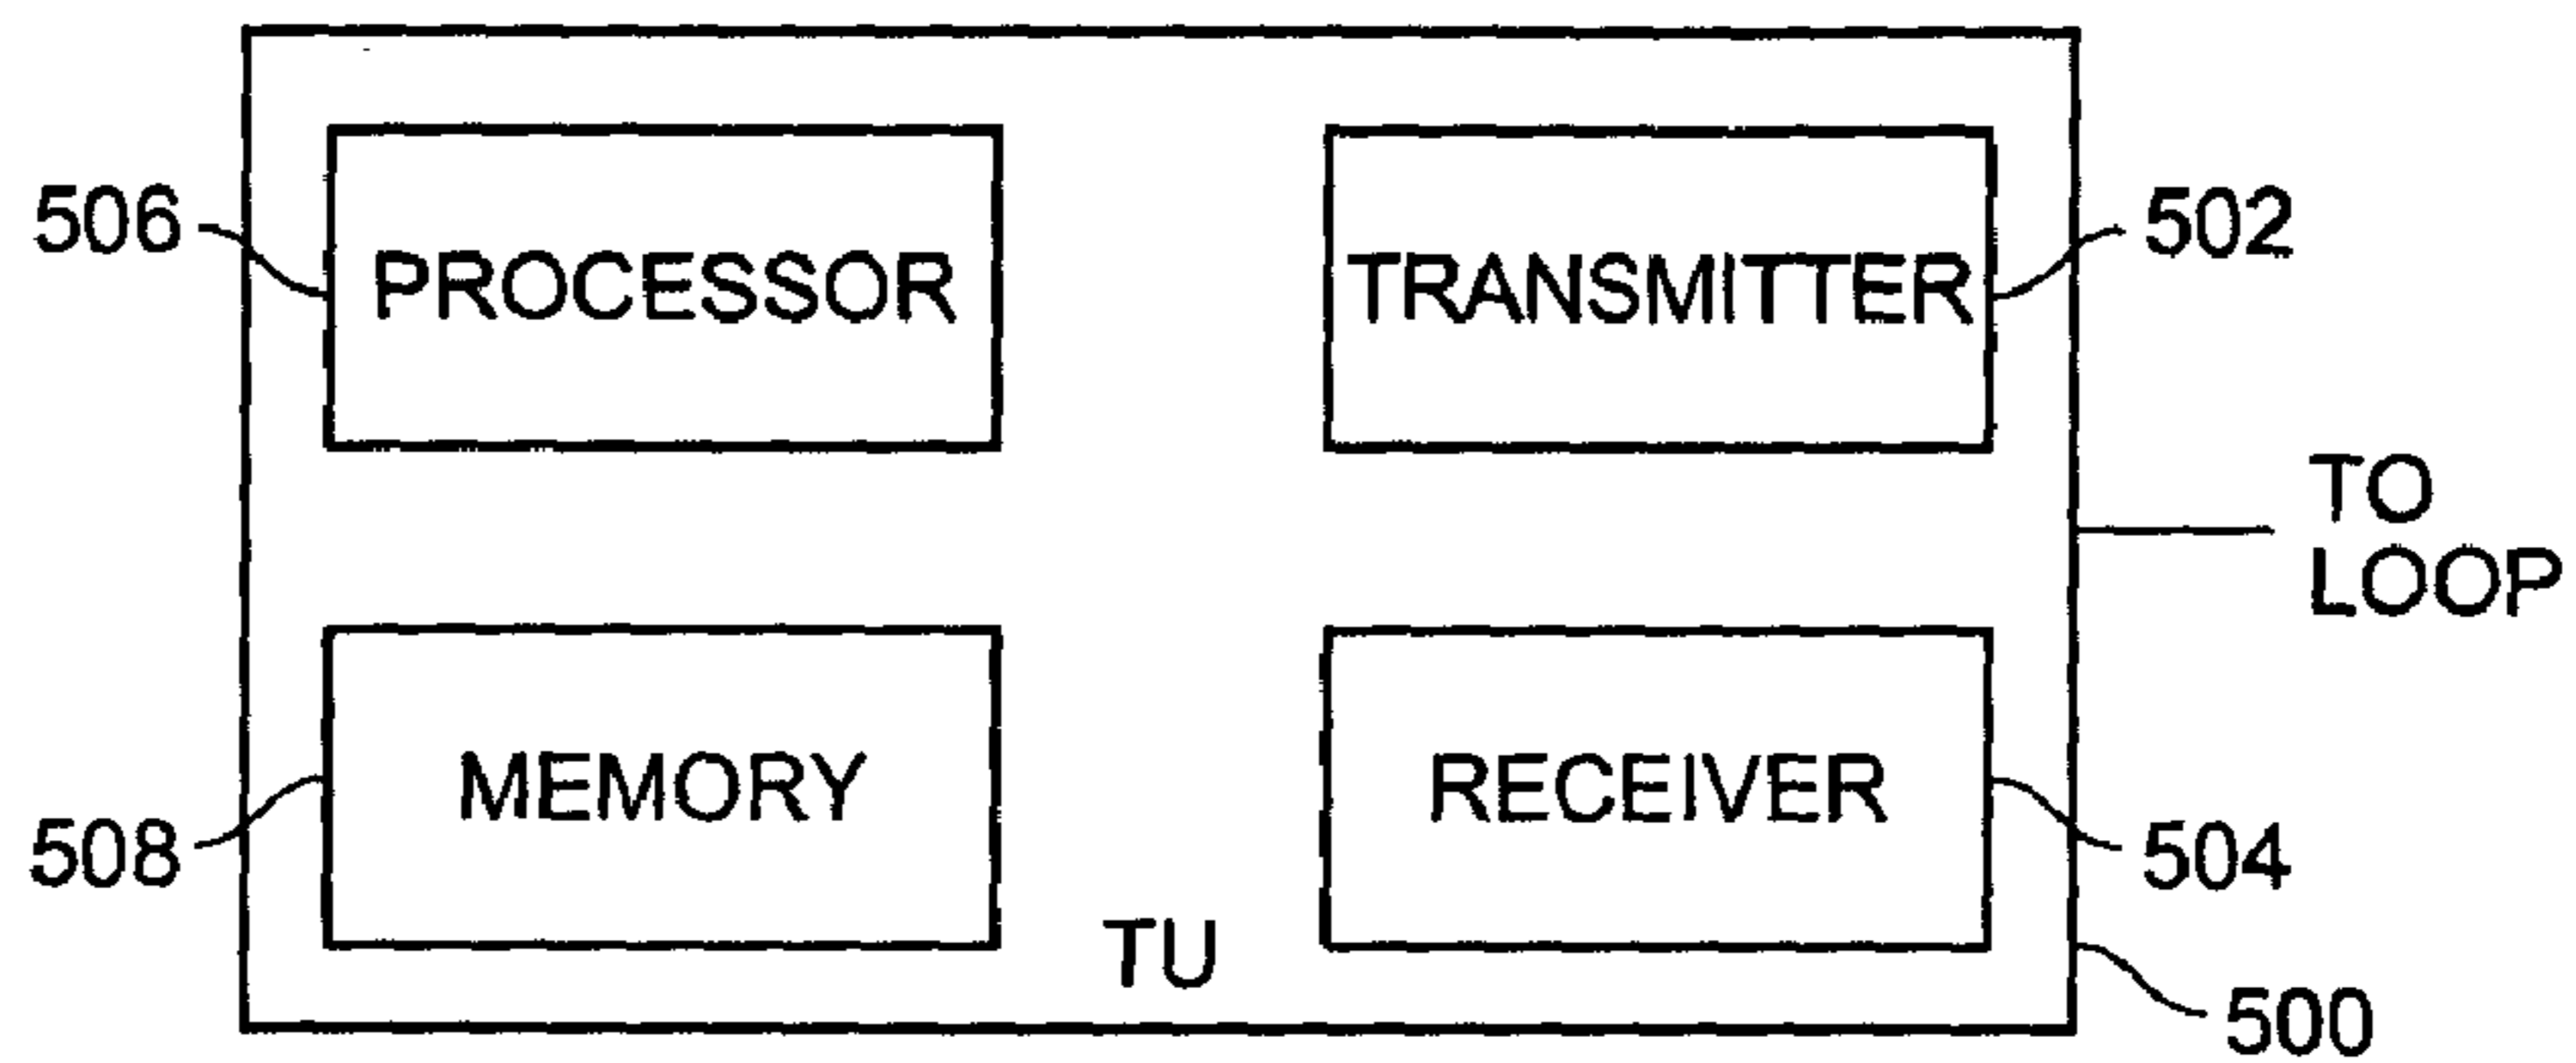 506
PROCESSOR
TRANSMITTER
502
TO
LOOP
508
MEMORY
RECEIVER
504
TU
500